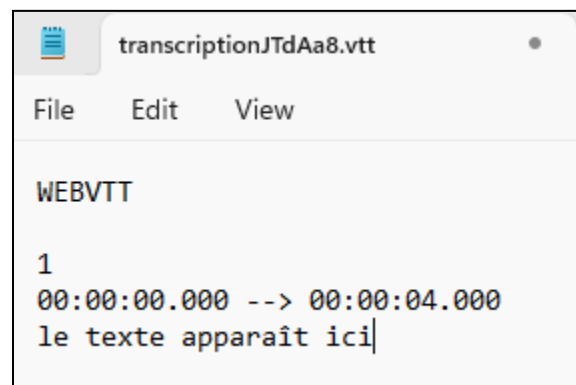 transcriptionJTdAa8.vtt
File Edit View
WEBVTT
1
00:00:00.000 --> 00:00:04.000
le texte apparaît ici